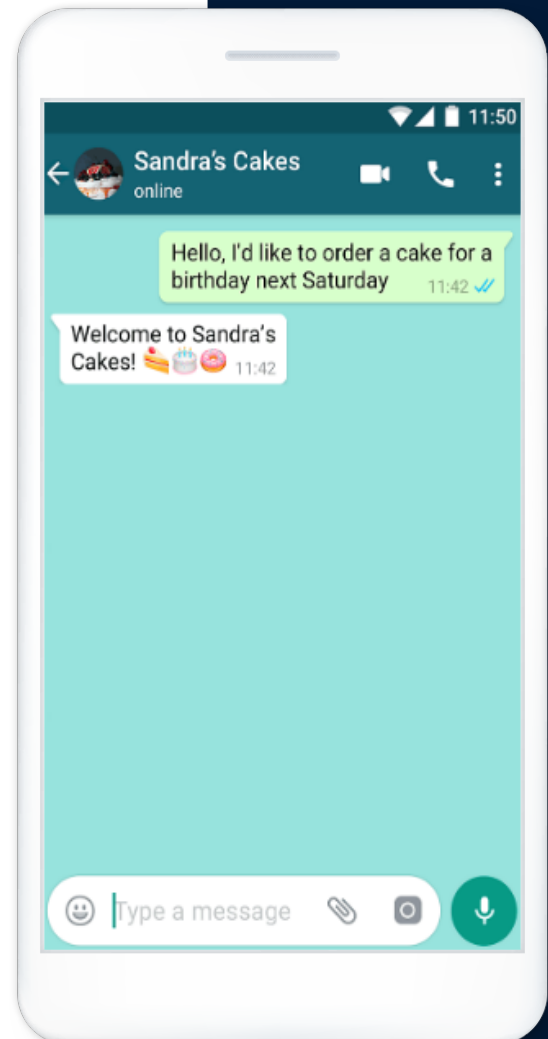 11:50
Sandra's Cakes
online
Hello, I'd like to order a cake for a
birthday next Saturday 11:42
Welcome to Sandra's
Cakes! 🍰🎂🍩 11:42
Type a message